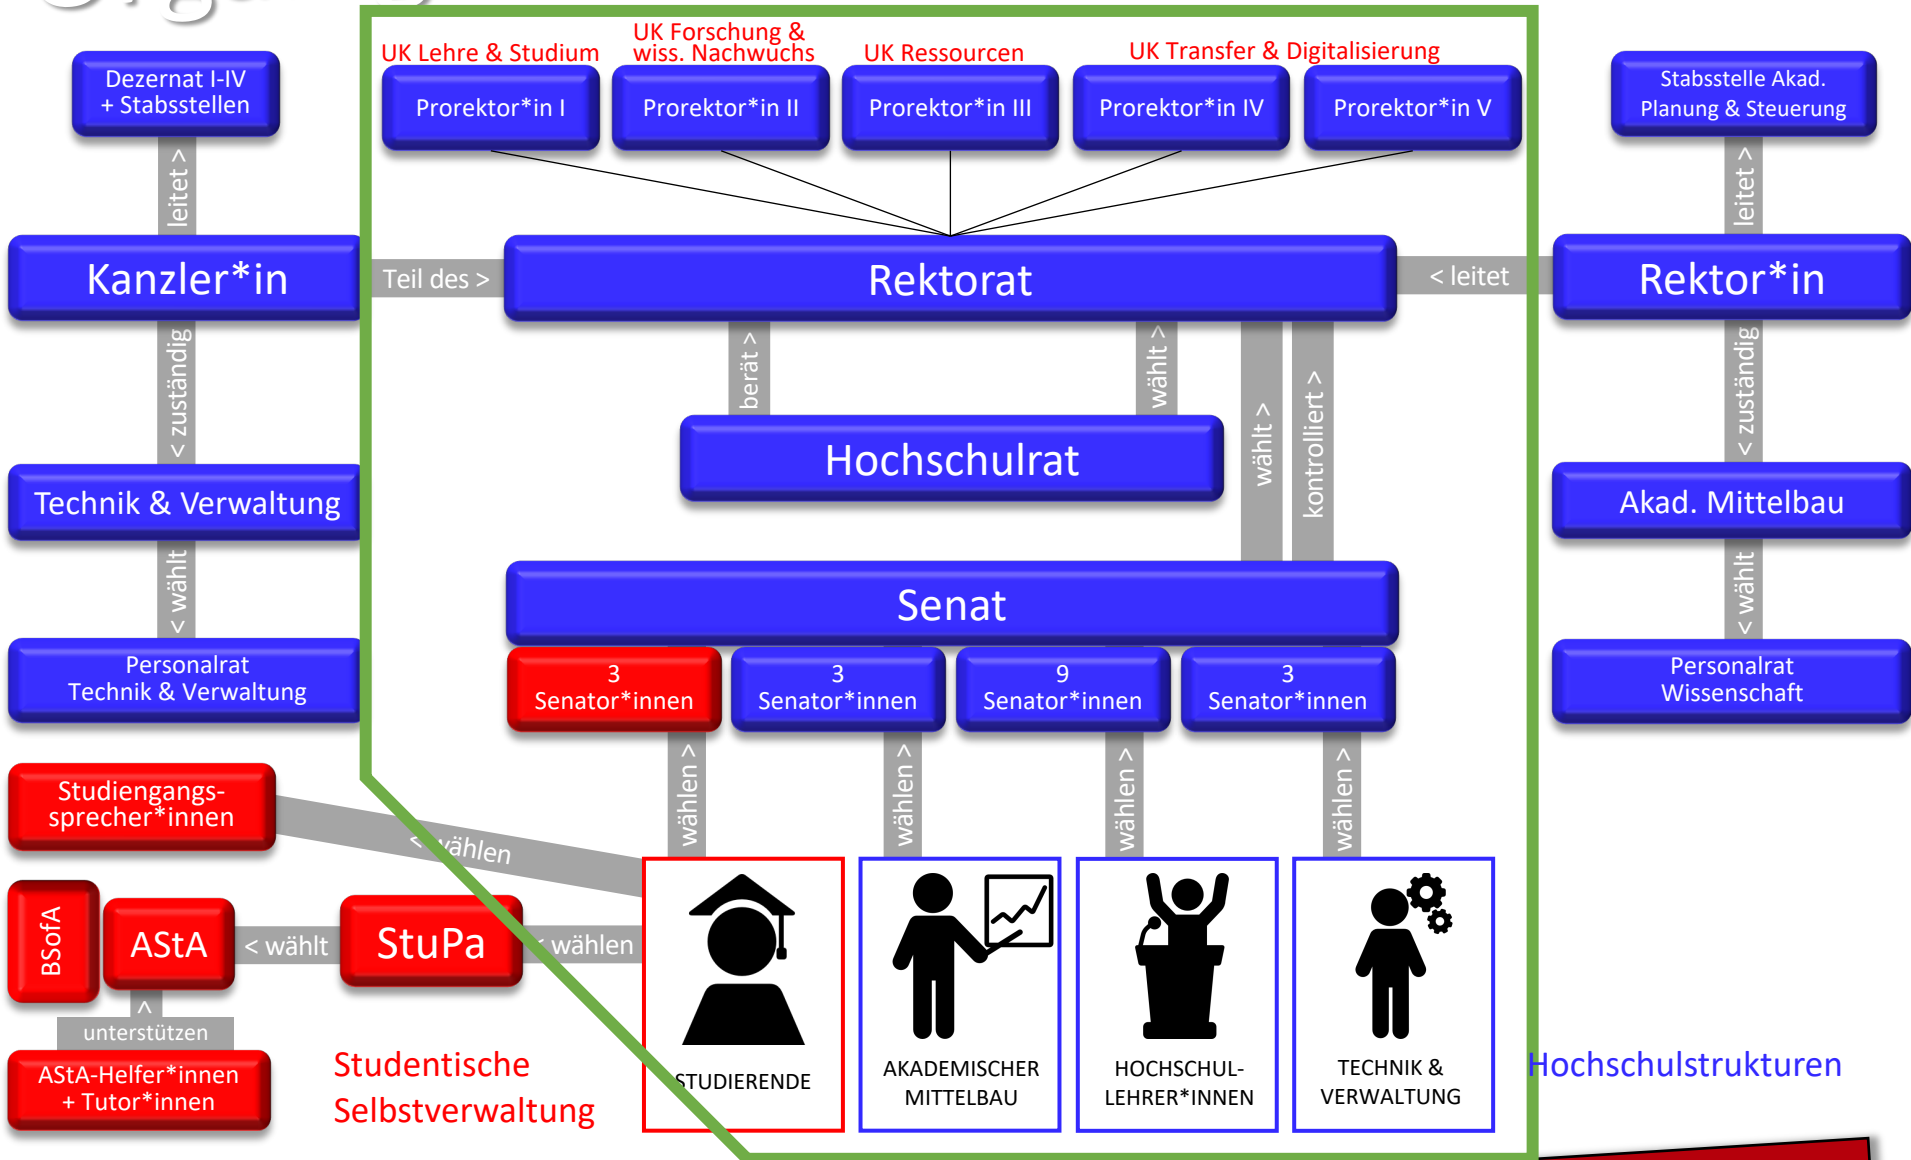 UK Lehre & Studium
UK Forschung &
wiss. Nachwuchs
UK Ressourcen
UK Transfer & Digitalisierung
Dezernat I-IV
+ Stabsstellen
Prorektor*in I
Prorektor*in II
Prorektor*in III
Prorektor*in IV
Prorektor*in V
Stabsstelle Akad.
Planung & Steuerung
leitet >
leitet >
Kanzler*in
Teil des >
Rektorat
< leitet
Rektor*in
< zuständig
berät >
wählt >
wählt >
kontrolliert >
< zuständig
Hochschulrat
Technik & Verwaltung
Akad. Mittelbau
< wählt
< wählt
Senat
Personalrat
Technik & Verwaltung
3
Senator*innen
3
Senator*innen
9
Senator*innen
3
Senator*innen
Personalrat
Wissenschaft
wählen >
wählen >
wählen >
wählen >
Studiengangs-
sprecher*innen
< wählen
BSofA
AStA
< wählt
StuPa
< wählen
>
unterstützen
AStA-Helfer*innen
+ Tutor*innen
Studentische
Selbstverwaltung
STUDIERENDE
AKADEMISCHER
MITTELBAU
HOCHSCHUL-
LEHRER*INNEN
TECHNIK &
VERWALTUNG
Hochschulstrukturen